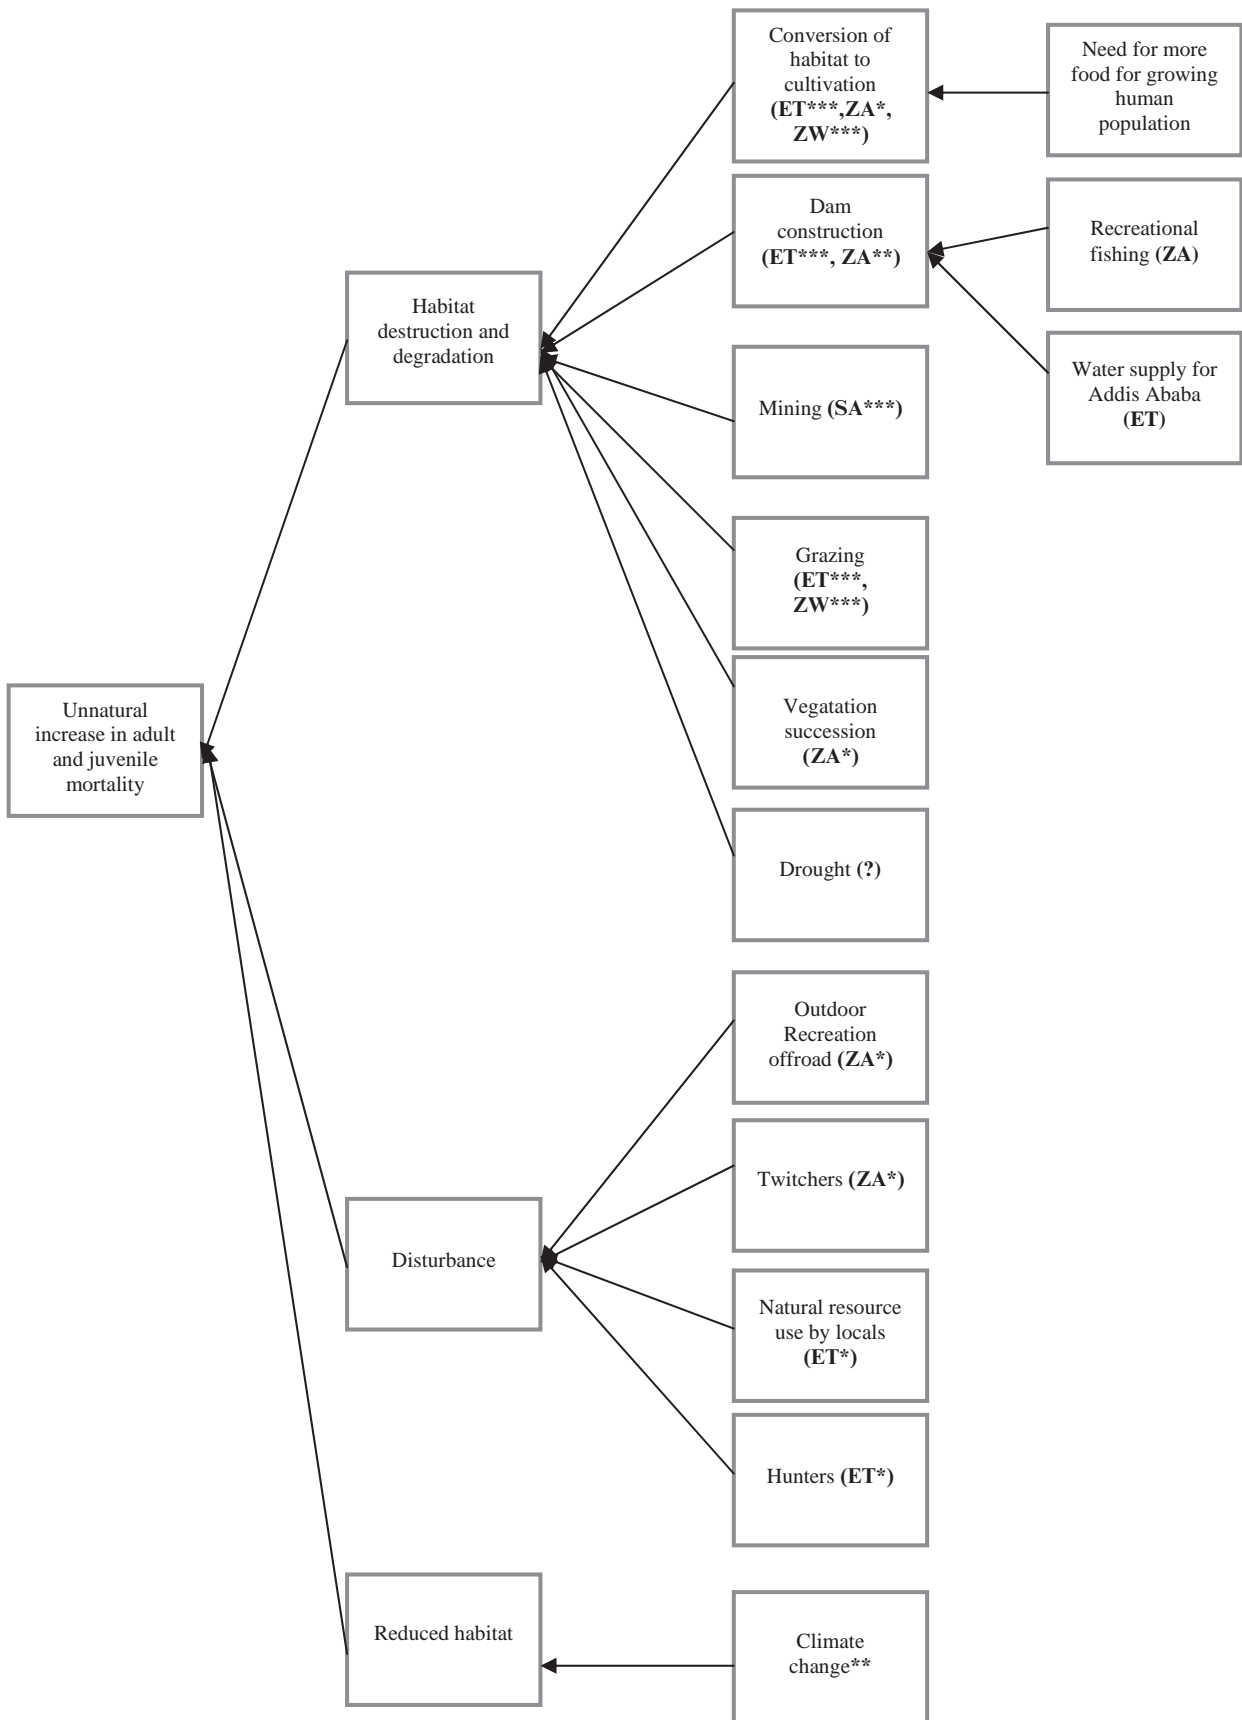 Conversion of
habitat to
cultivation
(ET***,ZA*,
ZW***)
Need for more
food for growing
human
population
Dam
construction
(ET***, ZA**)
Recreational
fishing (ZA)
Habitat
destruction and
degradation
Mining (SA***)
Water supply for
Addis Ababa
(ET)
Grazing
(ET***,
ZW***)
Vegatation
succession
(ZA*)
Unnatural
increase in adult
and juvenile
mortality
Drought (?)
Outdoor
Recreation
offroad (ZA*)
Twitchers (ZA*)
Disturbance
Natural resource
use by locals
(ET*)
Hunters (ET*)
Reduced habitat
Climate
change**